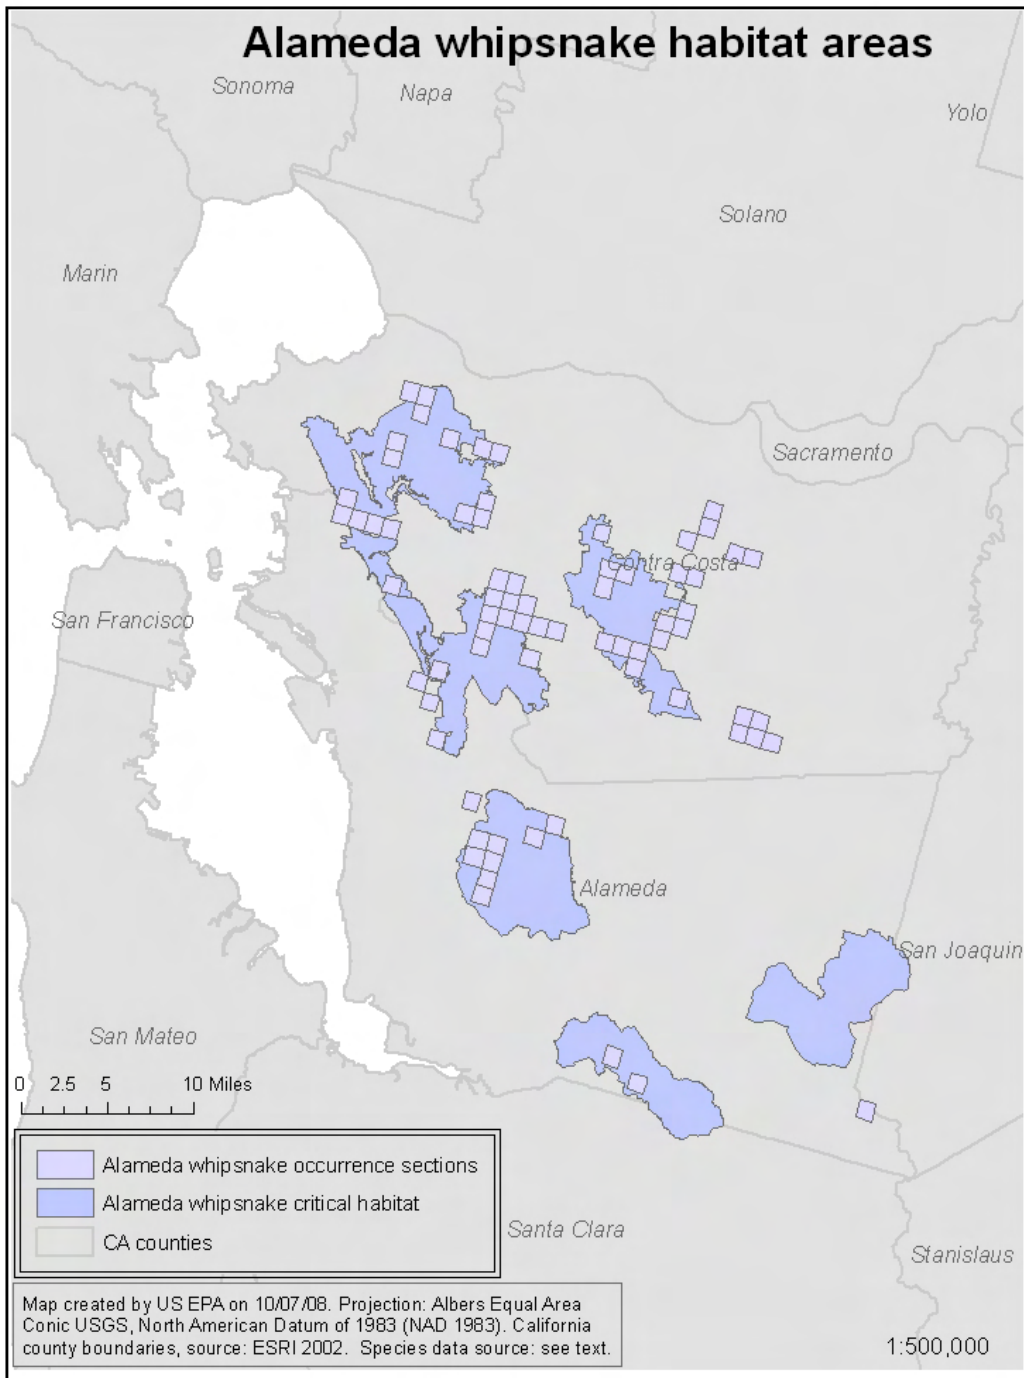 Alameda whipsnake habitat areas
Sonoma
Napa
Yolo
Solano
Marin
Sacramento
Contra Costa
San Francisco
Alameda
San Joaquin
San Mateo
0 2.5 5 10 Miles
Alameda whipsnake occurrence sections
Alameda whipsnake critical habitat
CA counties
Santa Clara
Stanislaus
Map created by US EPA on 10/07/08. Projection: Albers Equal Area
Conic USGS, North American Datum of 1983 (NAD 1983). California
county boundaries, source: ESRI 2002. Species data source: see text.
1:500,000